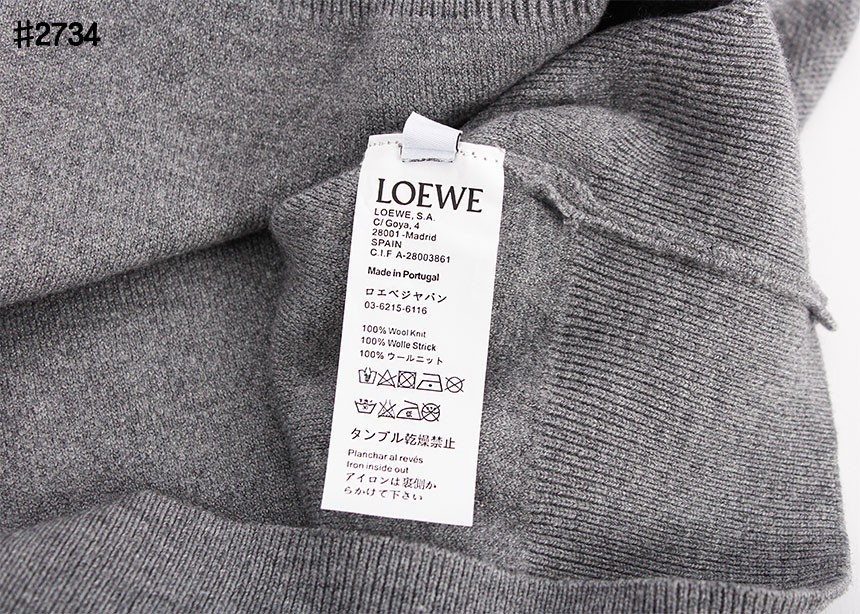 #2734
LOEWE
LOEWE, S.A.
C/ Goya, 4
28001 -Madrid
SPAIN
C.I.F A-28003861
Made in Portugal
ロエベジャパン
03-6215-6116
100% Wool Knit
100% Wolle Strick
100% ウールニット
タンブル乾燥禁止
Planchar al revés
Iron inside out
アイロンは裏側か
らかけて下さい